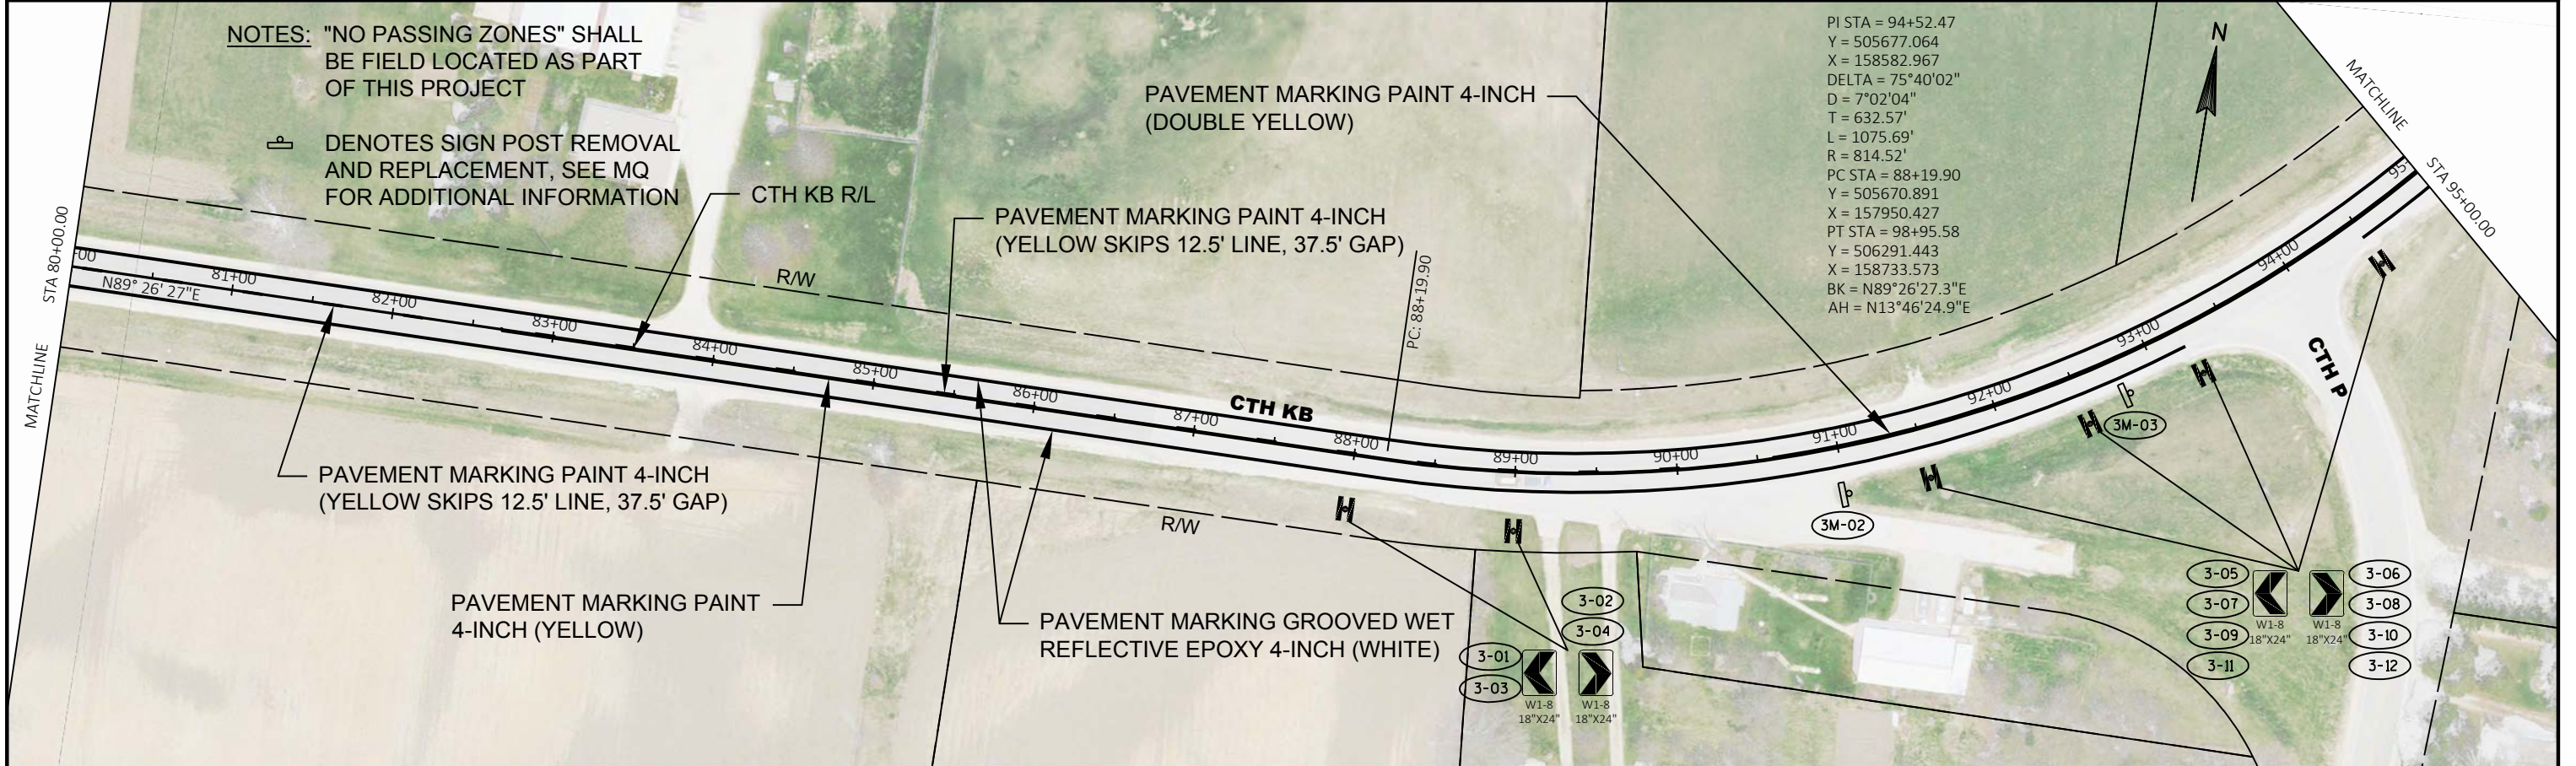 NOTES: "NO PASSING ZONES" SHALL
BE FIELD LOCATED AS PART
OF THIS PROJECT
DENOTES SIGN POST REMOVAL
AND REPLACEMENT, SEE MQ
FOR ADDITIONAL INFORMATION
CTH KB R/L
PAVEMENT MARKING PAINT 4-INCH
(YELLOW SKIPS 12.5' LINE, 37.5' GAP)
PAVEMENT MARKING PAINT 4-INCH
(DOUBLE YELLOW)
PI STA = 94+52.47
Y = 505677.064
X = 158582.967
DELTA = 75°40'02"
D = 7°02'04"
T = 632.57'
L = 1075.69'
R = 814.52'
PC STA = 88+19.90
Y = 505670.891
X = 157950.427
PT STA = 98+95.58
Y = 506291.443
X = 158733.573
BK = N89°26'27.3"E
AH = N13°46'24.9"E
N
MATCHLINE
STA 95+00.00
STA 80+00.00
MATCHLINE
+00
N89° 26' 27"E
81+00
82+00
83+00
84+00
85+00
86+00
87+00
88+00
89+00
90+00
91+00
92+00
93+00
94+00
95
R/W
PC: 88+19.90
CTH KB
CTH P
R/W
3M-03
3M-02
PAVEMENT MARKING PAINT 4-INCH
(YELLOW SKIPS 12.5' LINE, 37.5' GAP)
PAVEMENT MARKING PAINT
4-INCH (YELLOW)
PAVEMENT MARKING GROOVED WET
REFLECTIVE EPOXY 4-INCH (WHITE)
3-02
3-04
3-01
3-03
W1-8
18"X24"
W1-8
18"X24"
3-05
3-07
3-09
3-11
W1-8
18"X24"
W1-8
18"X24"
3-06
3-08
3-10
3-12